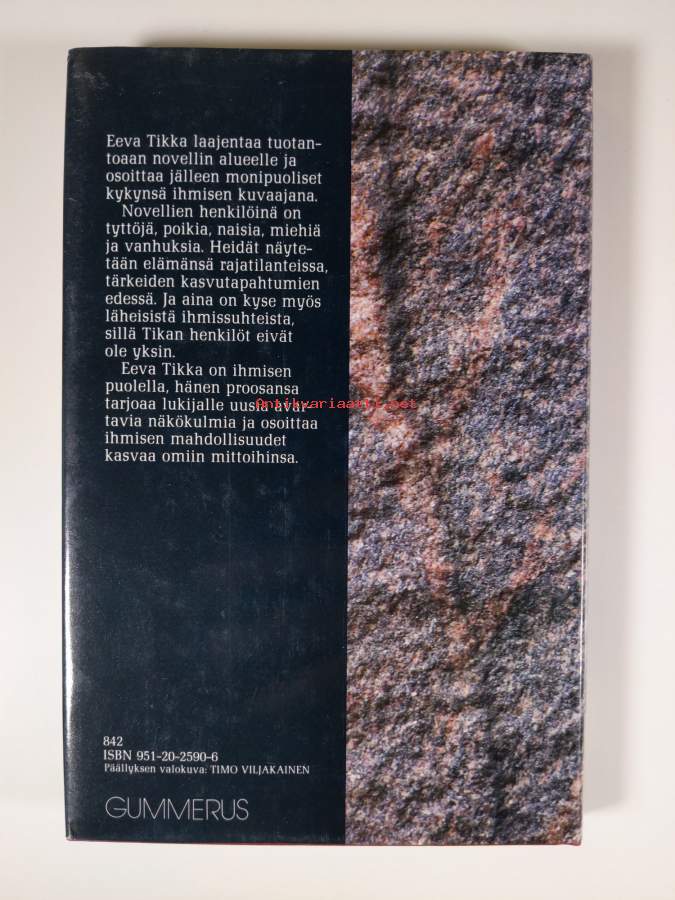 Eeva Tikka laajentaa tuotan-
toaan novellin alueelle ja
osoittaa jälleen monipuoliset
kykynsä ihmisen kuvaajana.
Novellien henkilöinä on
tyttöjä, poikia, naisia, miehiä
ja vanhuksia. Heidät näyte-
tään elämänsä rajatilanteissa,
tärkeiden kasvutapahtumien
edessä. Ja aina on kyse myös
läheisistä ihmissuhteista,
sillä Tikan henkilöt eivät
ole yksin.
Eeva Tikka on ihmisen
puolella, hänen proosansa
tarjoaa lukijalle uusia avar-
tavia näkökulmia ja osoittaa
ihmisen mahdollisuudet
kasvaa omiin mittoihinsa.
Antikvariaatti.net
842
ISBN 951-20-2590-6
Päällyksen valokuva: TIMO VILJAKAINEN
GUMMERUS